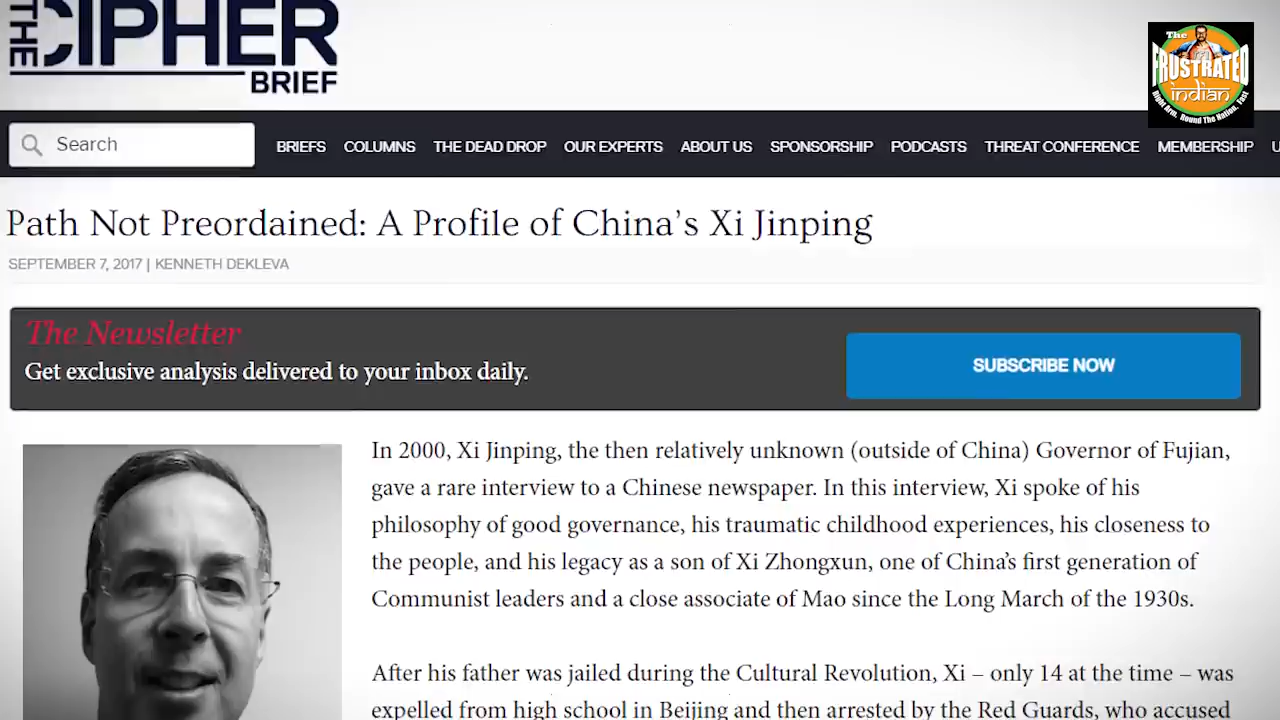 THE
CIPHER
BRIEF
The
FRUSTRATED
indian
Right Arm, Round The Nation, Fast
Search
BRIEFS COLUMNS THE DEAD DROP OUR EXPERTS ABOUT US SPONSORSHIP PODCASTS THREAT CONFERENCE MEMBERSHIP U
Path Not Preordained: A Profile of China's Xi Jinping
SEPTEMBER 7, 2017 | KENNETH DEKLEVA
The Newsletter
Get exclusive analysis delivered to your inbox daily.
SUBSCRIBE NOW
In 2000, Xi Jinping, the then relatively unknown (outside of China) Governor of Fujian,
gave a rare interview to a Chinese newspaper. In this interview, Xi spoke of his
philosophy of good governance, his traumatic childhood experiences, his closeness to
the people, and his legacy as a son of Xi Zhongxun, one of China's first generation of
Communist leaders and a close associate of Mao since the Long March of the 1930s.
After his father was jailed during the Cultural Revolution, Xi – only 14 at the time – was
expelled from high school in Beijing and then arrested by the Red Guards, who accused